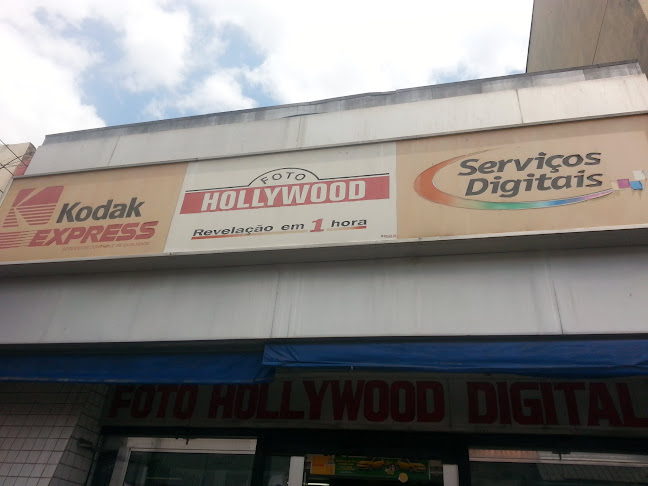 Kodak
EXPRESS
FOTO
HOLLYWOOD
Revelação em 1 hora
Serviços
Digitais
FOTO HOLLYWOOD DIGITAL